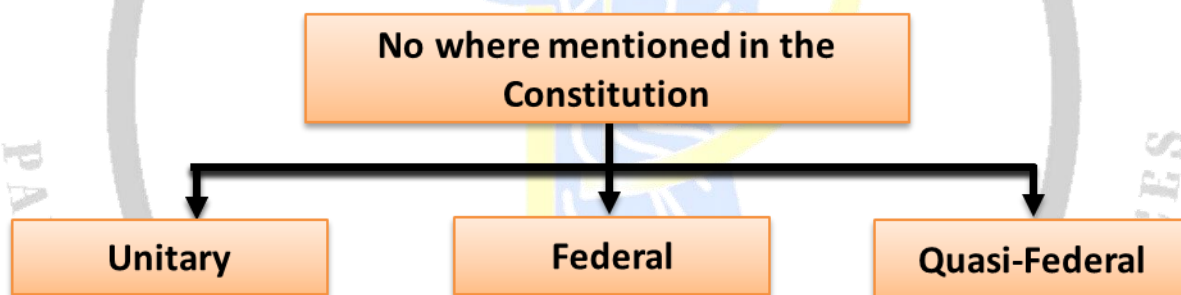 No where mentioned in the
Constitution
Unitary
Federal
Quasi-Federal